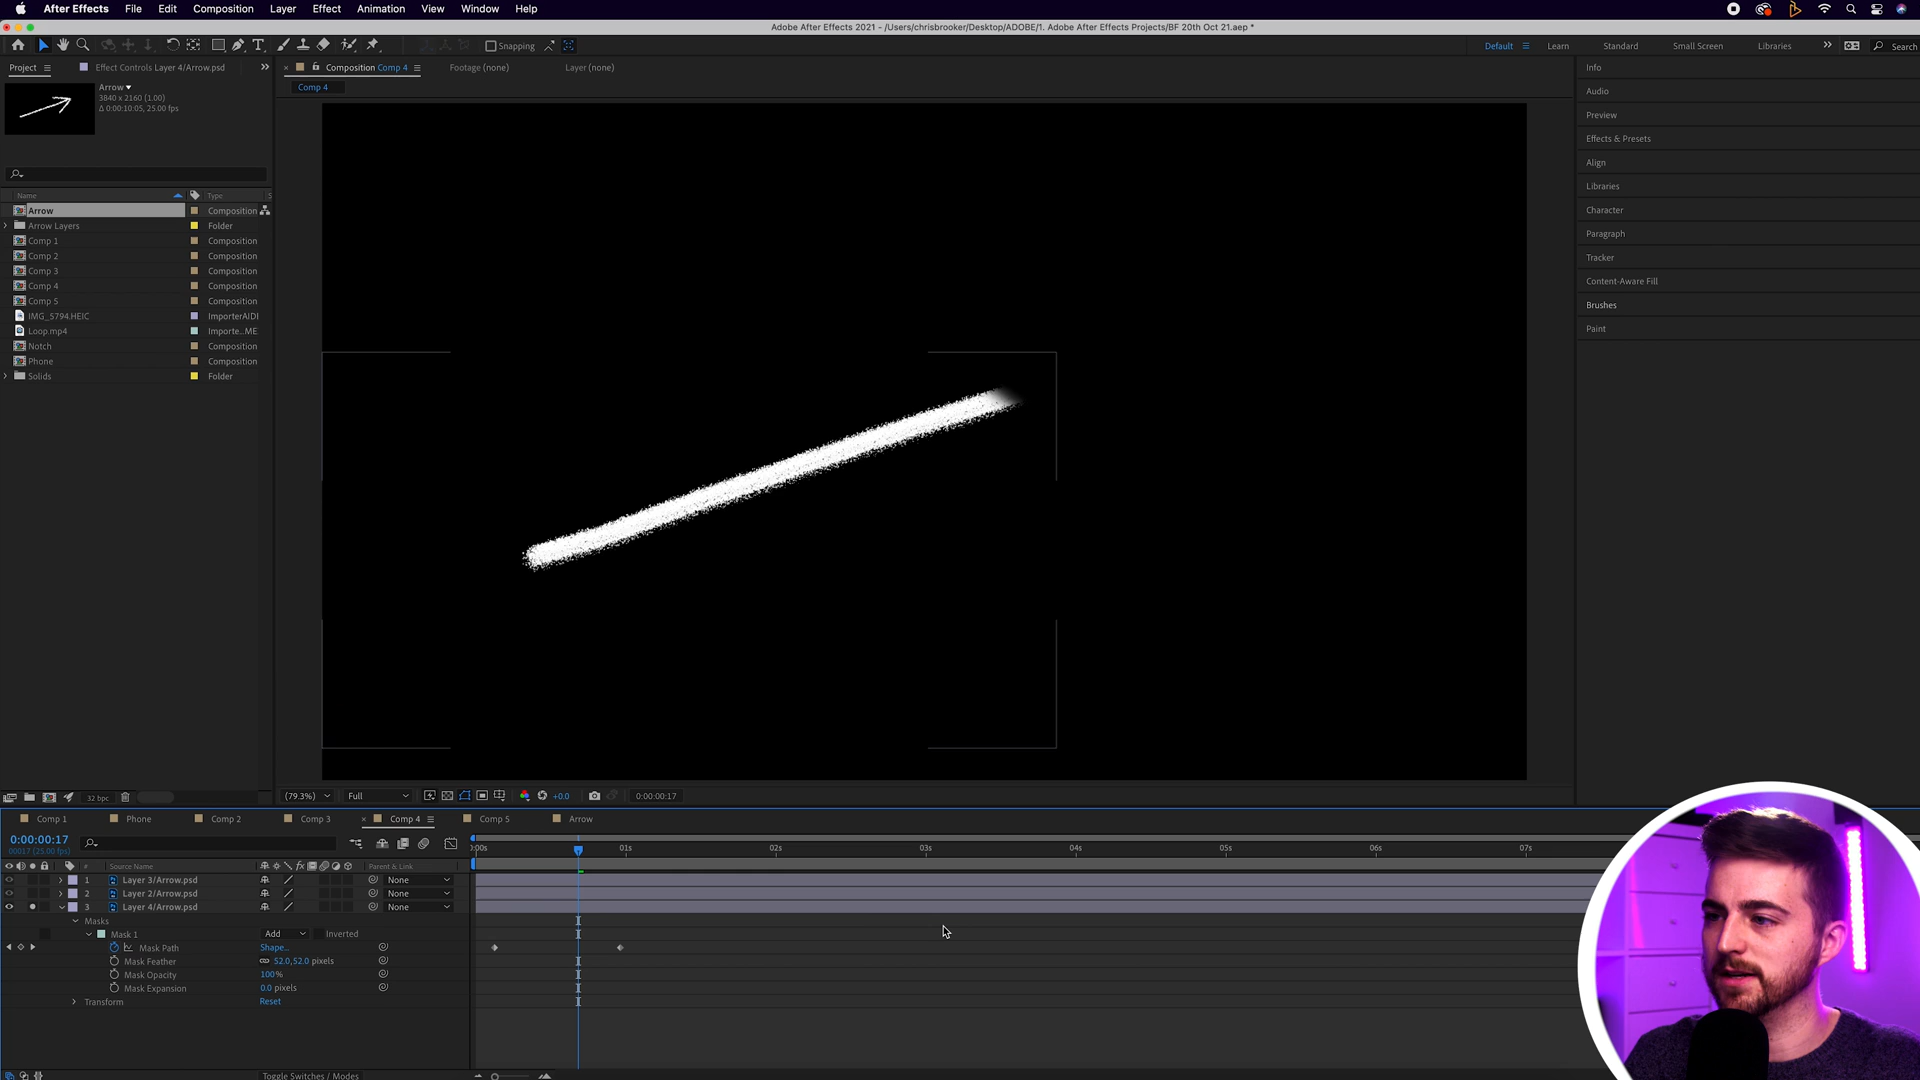 After Effects File Edit Composition Layer Effect Animation View Window Help
Adobe After Effects 2021 - /Users/chrisbrooker/Desktop/ADOBE/1. Adobe After Effects Projects/BF 20th Oct 21.aep *
Snapping
Default Learn Standard Small Screen Libraries Search
Project Effect Controls Layer 4/Arrow.psd
Composition Comp 4 Footage (none) Layer (none)
Comp 4
Arrow
3840 x 2160 (1.00)
Δ 0:00:10:05, 25.00 fps
Name Type S
Arrow Composition
Arrow Layers Folder
Comp 1 Composition
Comp 2 Composition
Comp 3 Composition
Comp 4 Composition
Comp 5 Composition
IMG_5794.HEIC ImporterAIDE
Loop.mp4 Importe...ME
Notch Composition
Phone Composition
Solids Folder
Info
Audio
Preview
Effects & Presets
Align
Libraries
Character
Paragraph
Tracker
Content-Aware Fill
Brushes
Paint
32 bpc
(79.3%) Full +0.0 0:00:00:17
Comp 1 Phone Comp 2 Comp 3 Comp 4 Comp 5 Arrow
0:00:00:17
00017 (25.00 fps)
:00s 01s 02s 03s 04s 05s 06s 07s
# Source Name fx Parent & Link
1 Layer 3/Arrow.psd None
2 Layer 2/Arrow.psd None
3 Layer 4/Arrow.psd None
Masks
Mask 1 Add Inverted
Mask Path Shape...
Mask Feather 52.0,52.0 pixels
Mask Opacity 100%
Mask Expansion 0.0 pixels
Transform Reset
Toggle Switches / Modes